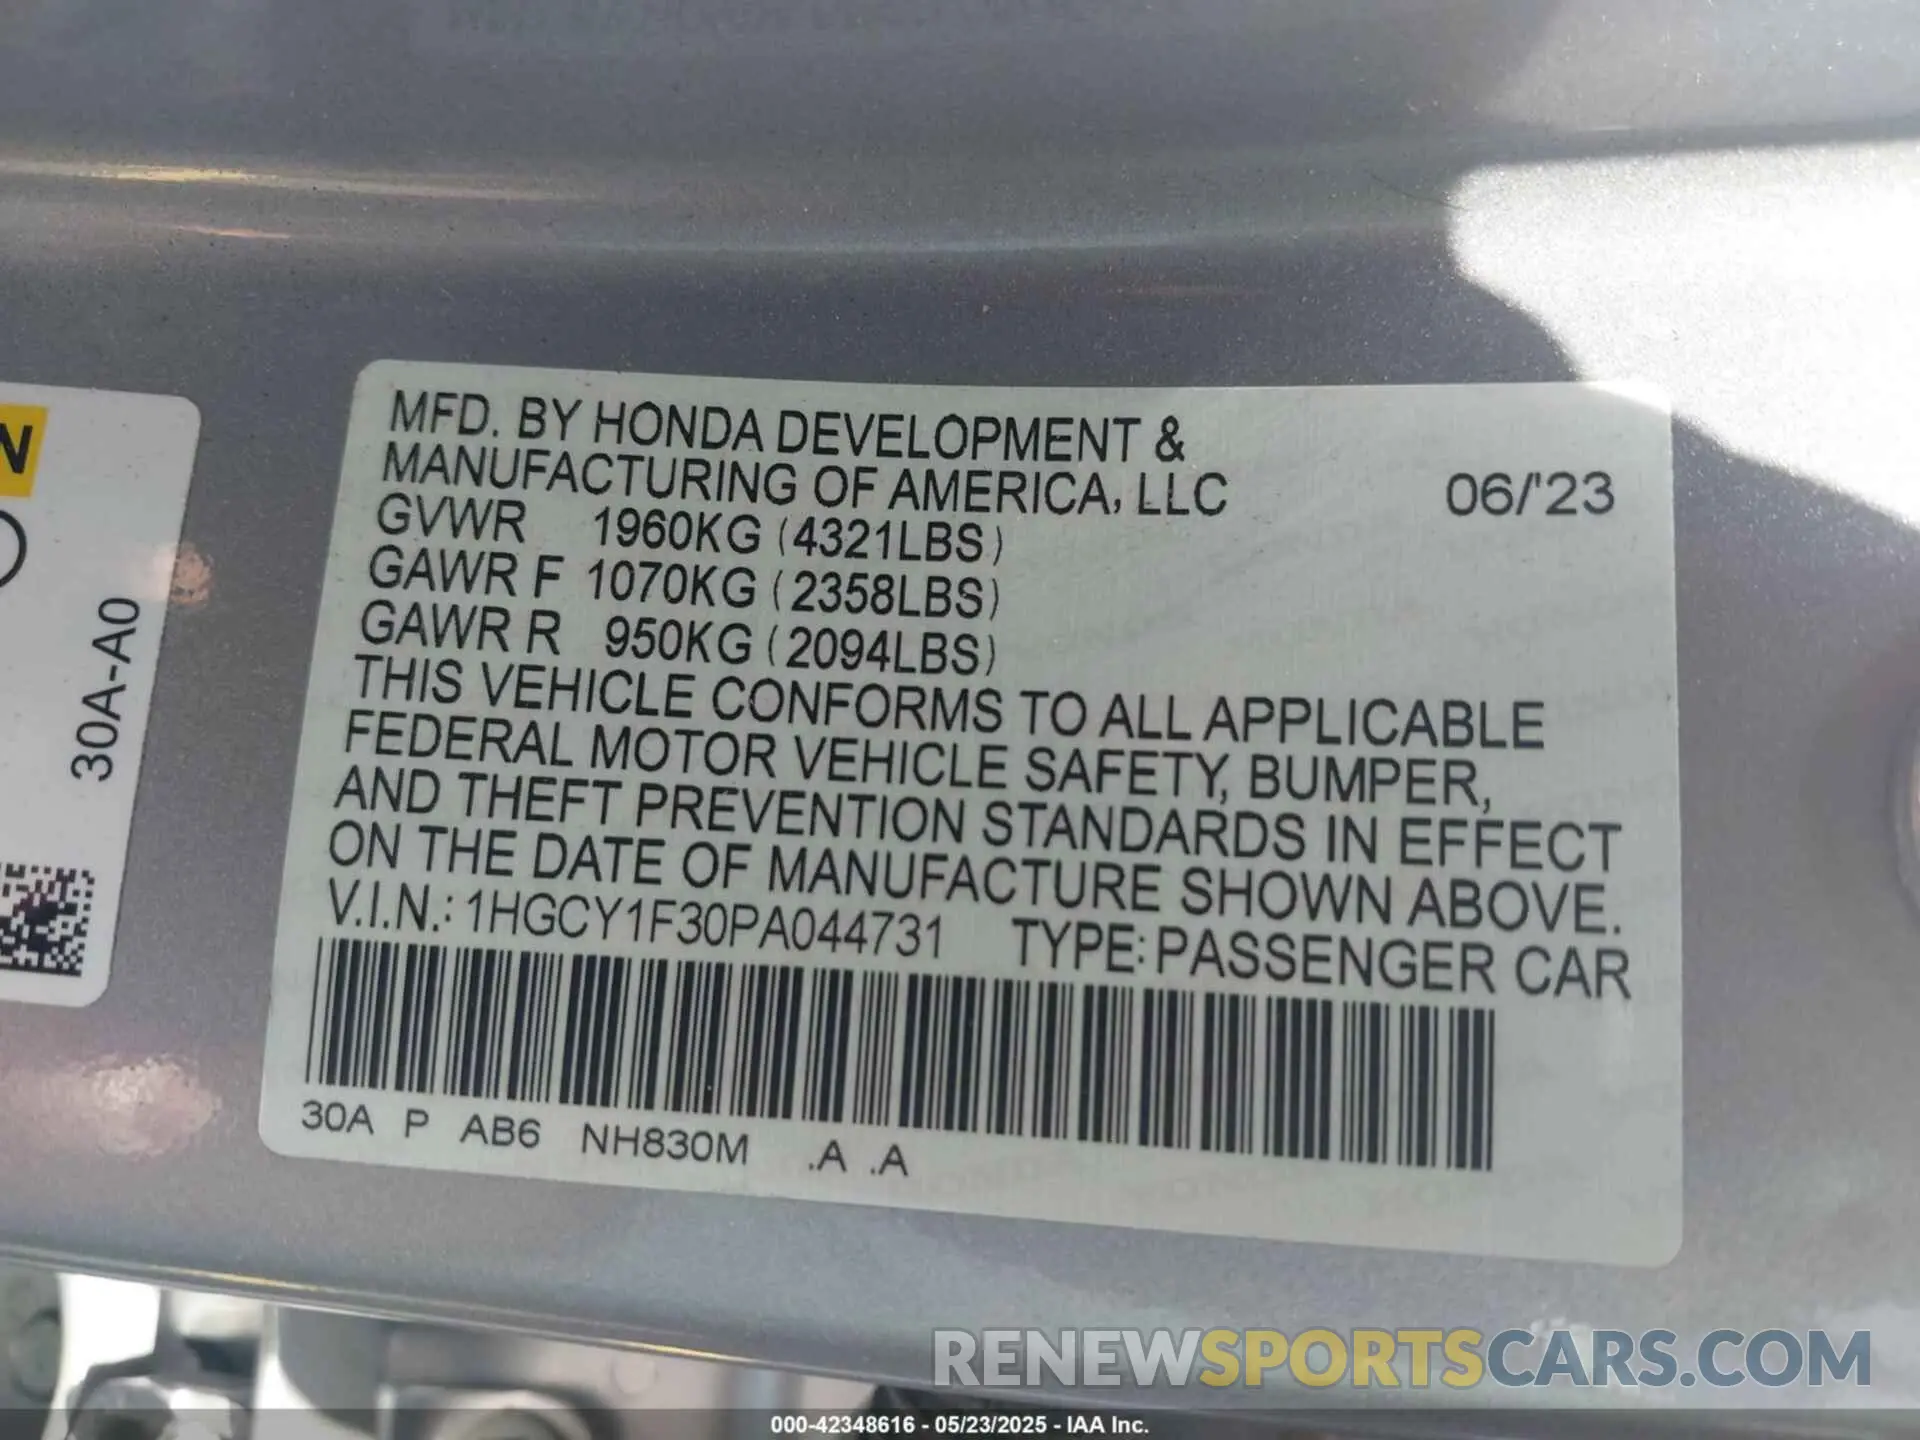 MFD. BY HONDA DEVELOPMENT &
MANUFACTURING OF AMERICA, LLC 06/'23
GVWR 1960KG (4321LBS)
GAWR F 1070KG (2358LBS)
GAWR R 950KG (2094LBS)
THIS VEHICLE CONFORMS TO ALL APPLICABLE
FEDERAL MOTOR VEHICLE SAFETY, BUMPER,
AND THEFT PREVENTION STANDARDS IN EFFECT
ON THE DATE OF MANUFACTURE SHOWN ABOVE.
V.I.N.: 1HGCY1F30PA044731 TYPE: PASSENGER CAR
30A P AB6 NH830M .A .A
N
30A-A0
RENEWSPORTSCARS.COM
000-42348616 - 05/23/2025 - IAA Inc.